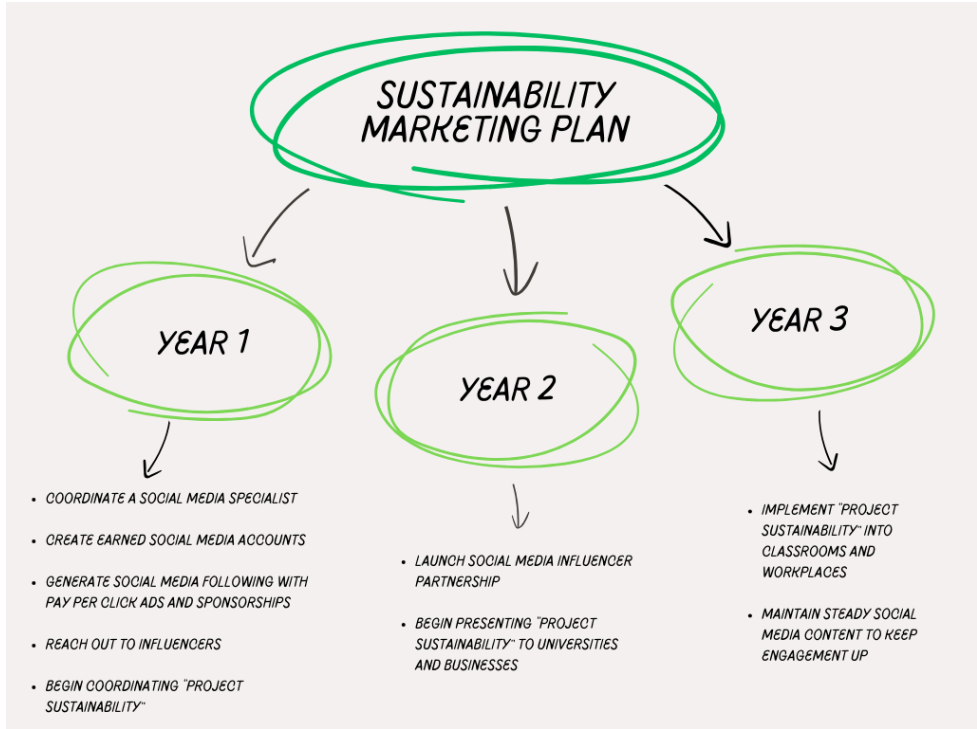 SUSTAINABILITY
MARKETING PLAN
YEAR 1
• COORDINATE A SOCIAL MEDIA SPECIALIST
• CREATE EARNED SOCIAL MEDIA ACCOUNTS
• GENERATE SOCIAL MEDIA FOLLOWING WITH
PAY PER CLICK ADS AND SPONSORSHIPS
• REACH OUT TO INFLUENCERS
• BEGIN COORDINATING "PROJECT
SUSTAINABILITY"
YEAR 2
• LAUNCH SOCIAL MEDIA INFLUENCER
PARTNERSHIP
• BEGIN PRESENTING "PROJECT
SUSTAINABILITY" TO UNIVERSITIES
AND BUSINESSES
YEAR 3
• IMPLEMENT "PROJECT
SUSTAINABILITY" INTO
CLASSROOMS AND
WORKPLACES
• MAINTAIN STEADY SOCIAL
MEDIA CONTENT TO KEEP
ENGAGEMENT UP